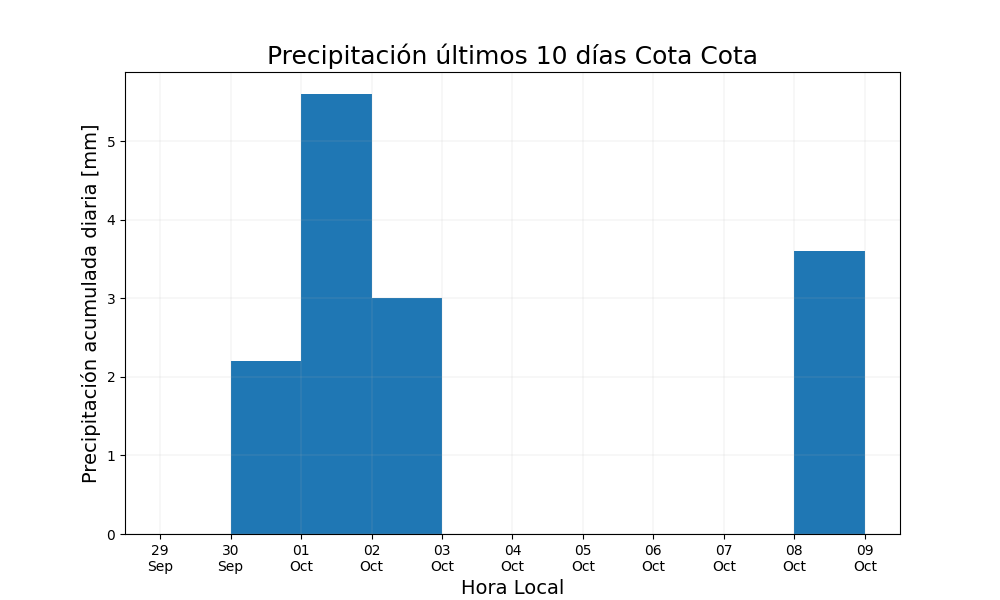 Precipitación últimos 10 días Cota Cota
Precipitación acumulada diaria [mm]
5
4
3
2
1
0
29 30 01 02 03 04 05 06 07 08 09
Sep Sep Oct Oct Oct Oct Oct Oct Oct Oct Oct
Hora Local